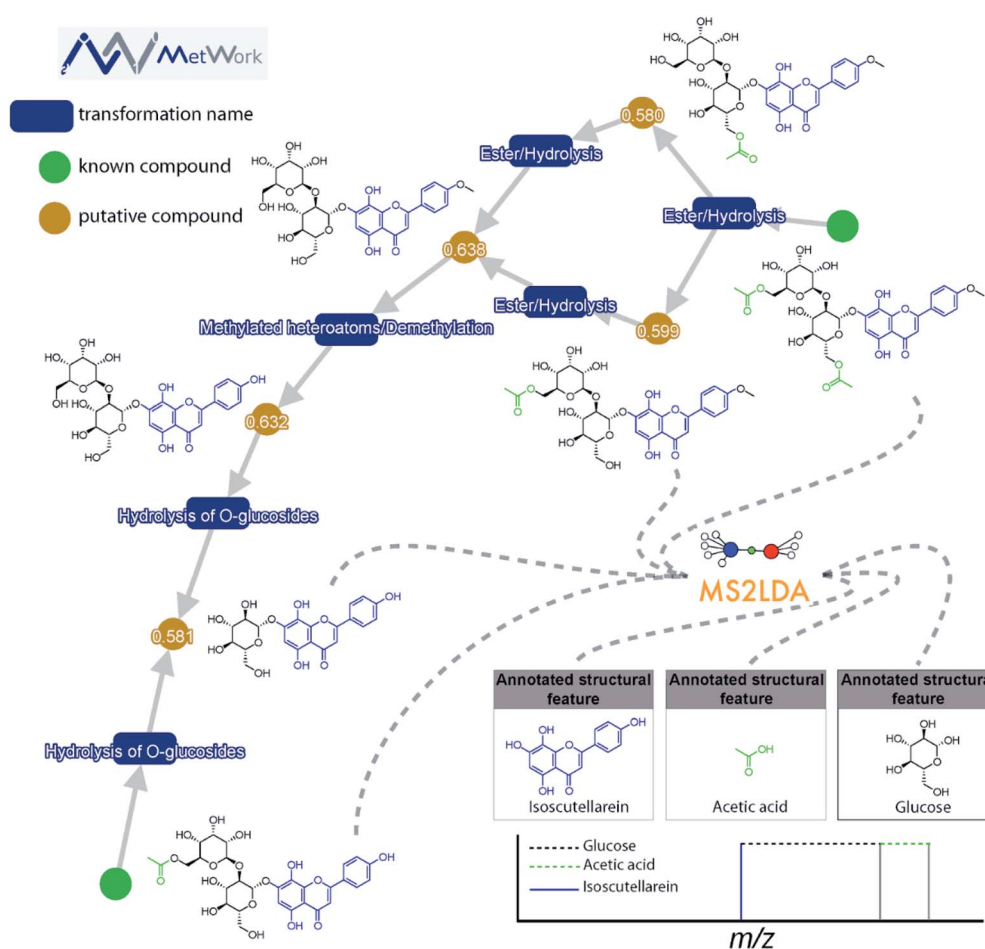 MetWork
transformation name
known compound
putative compound
0.580
Ester/Hydrolysis
Ester/Hydrolysis
0.638
Ester/Hydrolysis
0.599
Methylated heteroatoms/Demethylation
0.632
Hydrolysis of O-glucosides
0.581
Hydrolysis of O-glucosides
MS2LDA
Annotated structural
feature
Isoscutellarein
Annotated structural
feature
Acetic acid
Annotated structural
feature
Glucose
Glucose
Acetic acid
Isoscutellarein
m/z